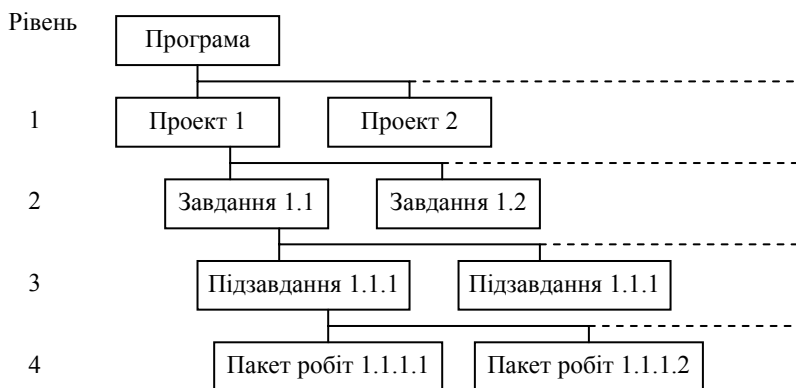 Рівень
Програма
1
Проект 1
Проект 2
2
Завдання 1.1
Завдання 1.2
3
Підзавдання 1.1.1
Підзавдання 1.1.1
4
Пакет робіт 1.1.1.1
Пакет робіт 1.1.1.2